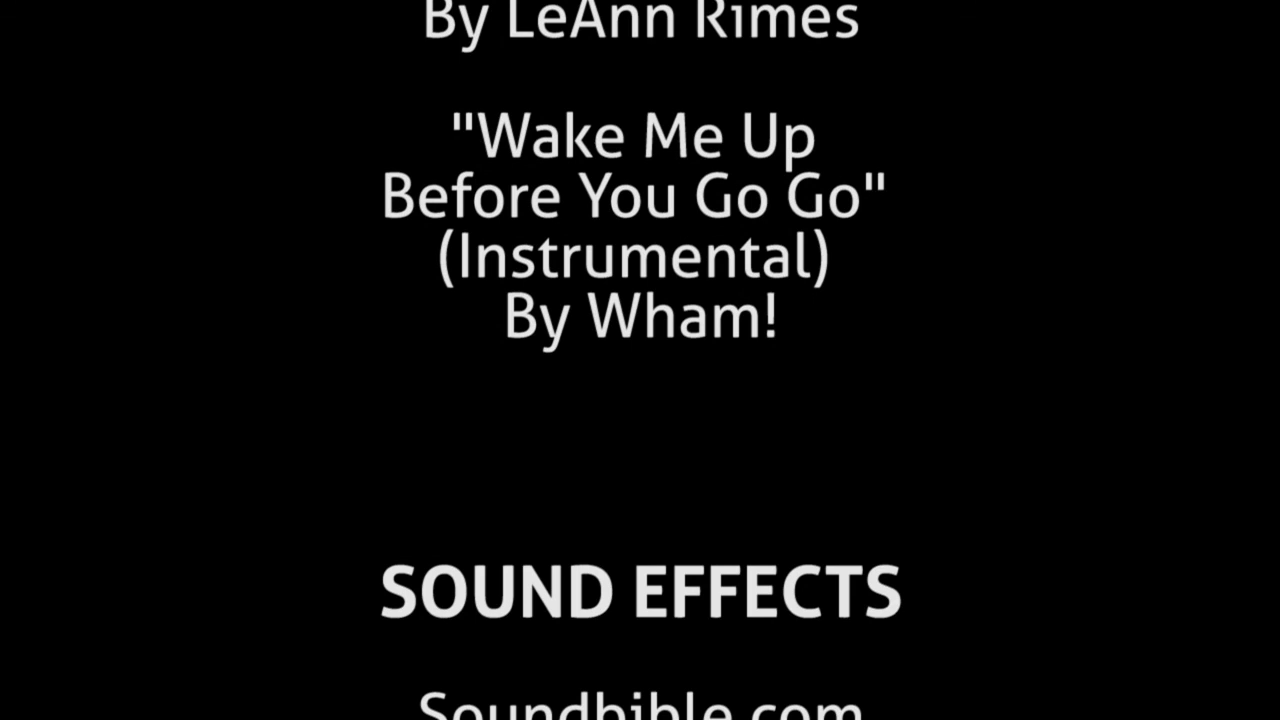 By LeAnn Rimes
"Wake Me Up
Before You Go Go"
(Instrumental)
By Wham!
SOUND EFFECTS
Soundbible.com